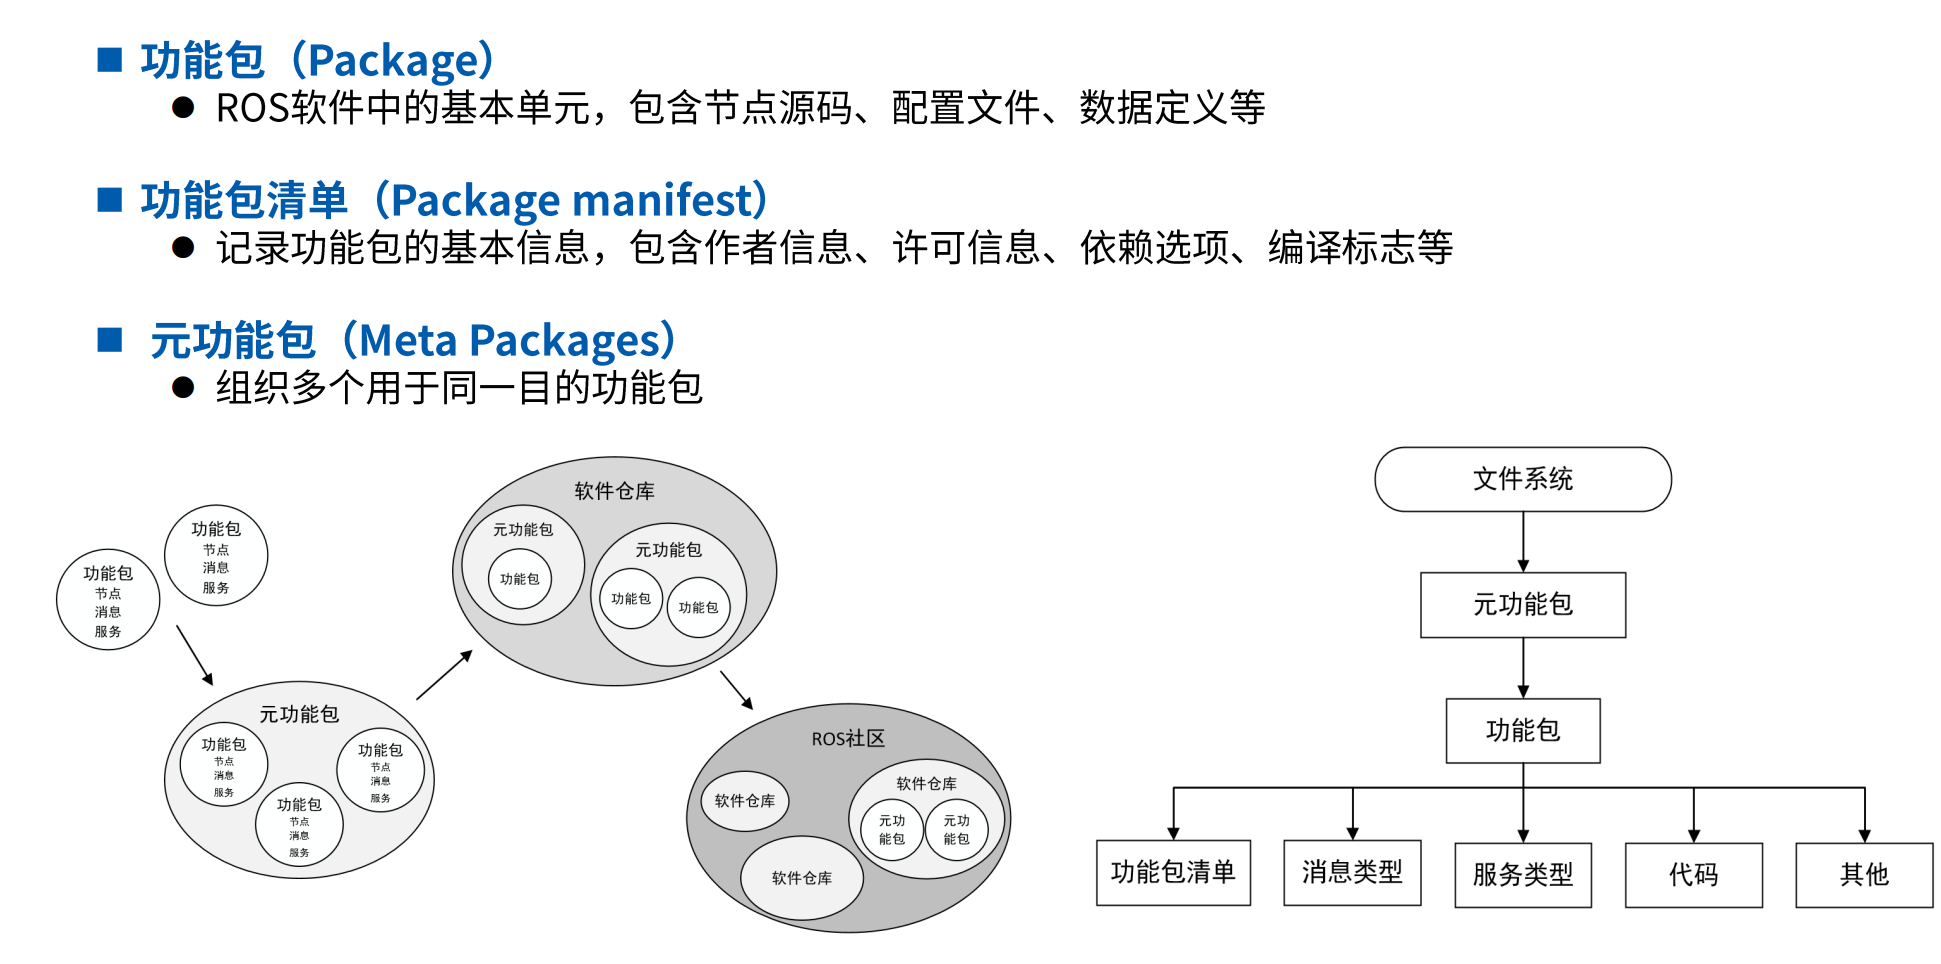 功能包（Package）
ROS软件中的基本单元，包含节点源码、配置文件、数据定义等
功能包清单（Package manifest）
记录功能包的基本信息，包含作者信息、许可信息、依赖选项、编译标志等
元功能包（Meta Packages）
组织多个用于同一目的功能包
功能包
节点
消息
服务
功能包
节点
消息
服务
元功能包
功能包
节点
消息
服务
功能包
节点
消息
服务
功能包
节点
消息
服务
软件仓库
元功能包
功能包
元功能包
功能包
功能包
ROS社区
软件仓库
软件仓库
软件仓库
元功
能包
元功
能包
文件系统
元功能包
功能包
功能包清单
消息类型
服务类型
代码
其他